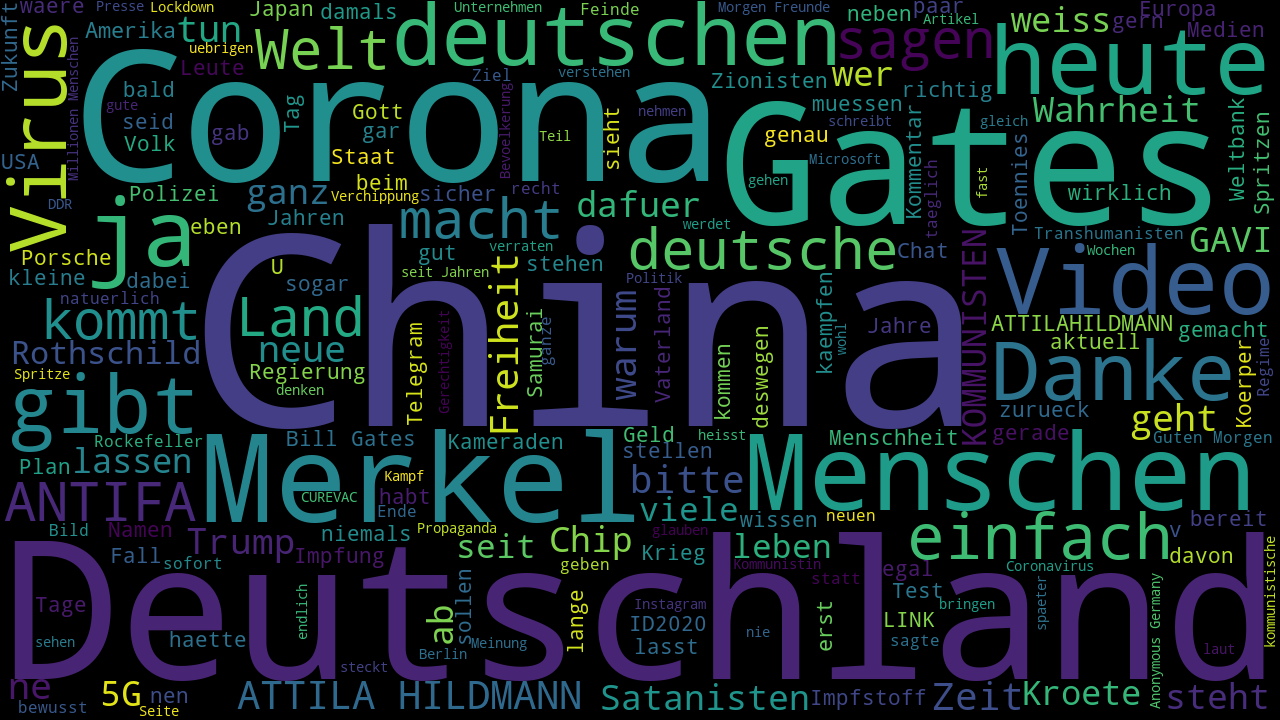 waere Presse Lockdown Japan damals Unternehmen Feinde Morgen Freunde paar Europa
Zukunft Amerika tun Welt deutschen neben Artikel weiss gern Medien
Virus uebrigen Leute Corona sagen heute
Millionen Menschen gute bald Tag Gott Ziel verstehen Zionisten wer richtig
seid gab gar Bevoelkerung nehmen muessen Wahrheit
Volk Staat Teil sieht Gates genau schreibt gleich Weltbank Spritzen
USA beim Microsoft Kommentar taeglich Toennies
DDR Polizei ganz Verchippung sicher recht gehen fast wirklich
ja eben Jahren macht dafuer werdet Transhumanisten GAVI
Porsche gut verraten deutsche Chat Wochen
kleine dabei U sogar seit Jahren stehen Politik KOMMUNISTEN Video
natuerlich China
kommt Land Telegram Gerechtigkeit Freiheit Samurai ganze warum Vaterland kaempfen wohl Jahre ATTILAHILDMANN gemacht
Rothschild neue Kommen deswegen aktuell
Spritze Regierung Danke Koerper Regime
gibt denken zurueck geht
Rockefeller Bill Gates Kameraden Geld heisst Menschheit gerade Guten Morgen
Plan lassen Merkel stellen Menschen
ANTIFA Kampf bitte
CUREVAC habt viele
Ende wissen neuen bereit
Bild Namen niemals Propaganda glauben einfach v
Fall Trump Impfung seit Chip Krieg leben davon
sofort geben Kommunistin statt egal Coronavirus
Deutschland
Tage endlich sollen lange Instagram Test bringen spaeter Anonymous Germany kommunistische
sehen haette ab Meinung ID2020 nie erst LINK
Berlin lasst sagte laut
ne steckt
5G nen ATTILA HILDMANN Satanisten Impfstoff Zeit Kroete steht
bewusst Seite